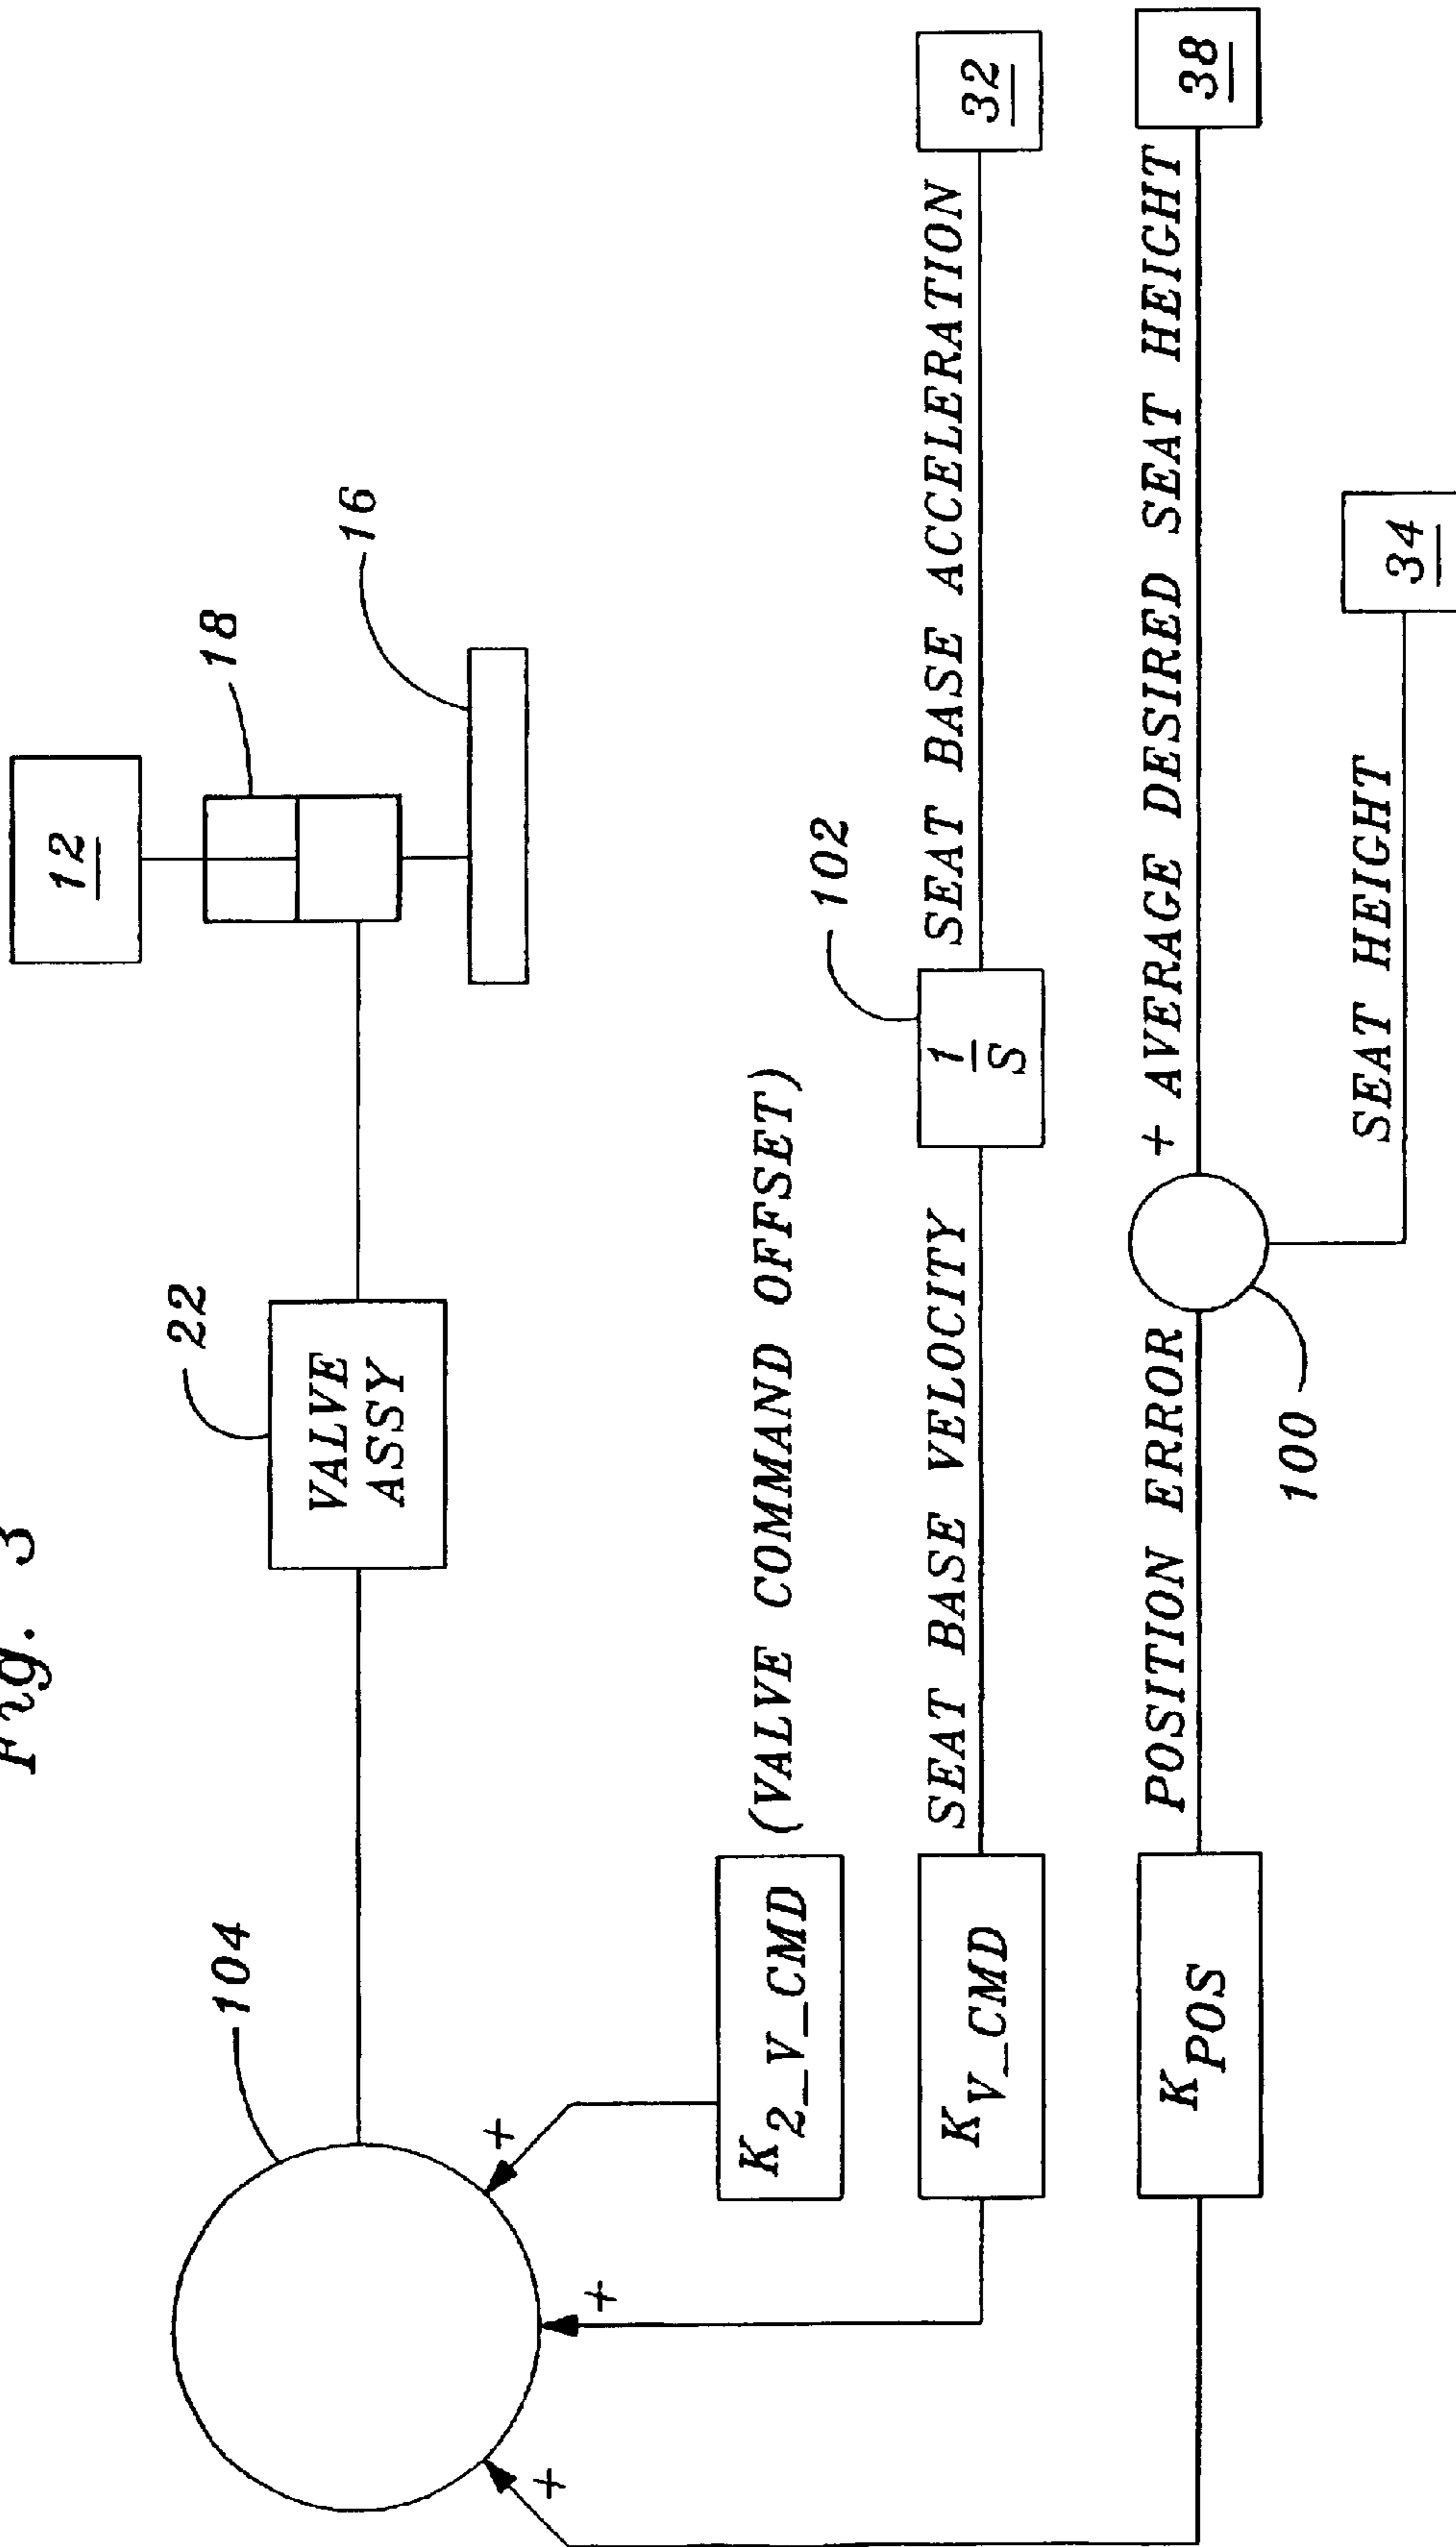 Fig. 3
12
18
16
22
VALVE
ASSY
104
K2_V_CMD
(VALVE COMMAND OFFSET)
+
102
KV_CMD
SEAT BASE VELOCITY
1
S
SEAT BASE ACCELERATION
32
+
KPOS
POSITION ERROR
+ AVERAGE DESIRED SEAT HEIGHT
38
+
100
SEAT HEIGHT
34